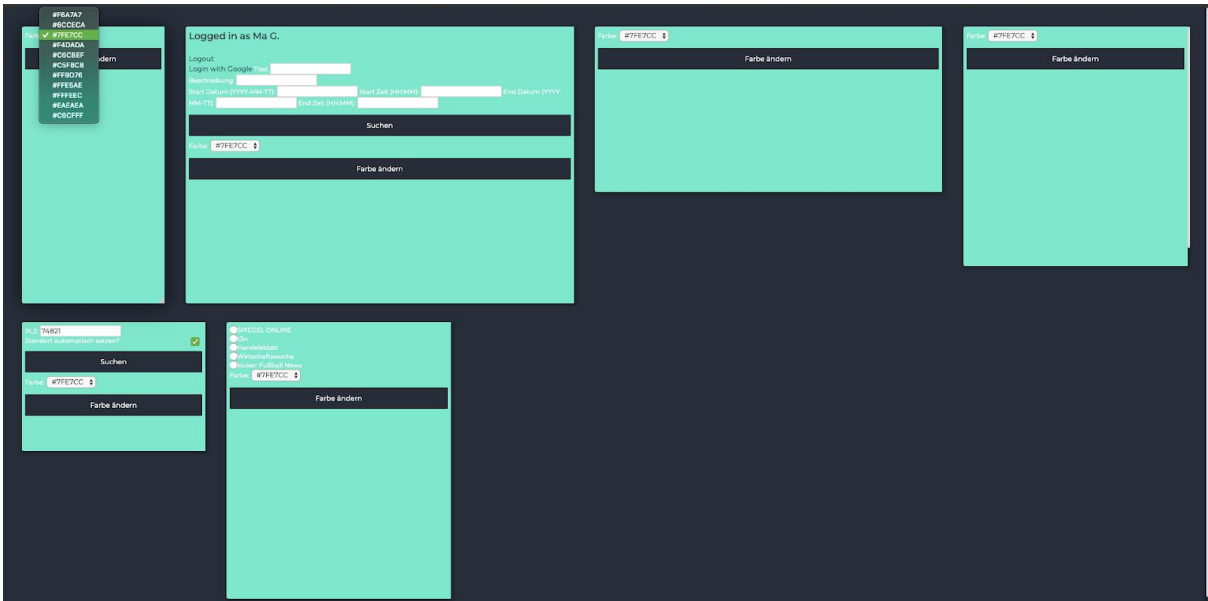 #F6A7A7
#6CCECA
✓ #7FE7CC
#F4DADA
#C6CBEF
#C5F8C8
#FF9D76
#FFE5AE
#FFFEEC
#EAEAEA
#C6CFFF
Logged in as Ma G.
Logout
Login with Google Titel:
Beschreibung:
Start Datum (YYYY-MM-TT): Start Zeit (HH:MM): End Datum (YYYY-
MM-TT): End Zeit (HH:MM):
Suchen
Farbe: #7FE7CC
Farbe ändern
Farbe: #7FE7CC
Farbe ändern
Farbe: #7FE7CC
Farbe ändern
PLZ: 74821
Standort automatisch setzen?
Suchen
Farbe: #7FE7CC
Farbe ändern
SPIEGEL ONLINE
t3n
Handelsblatt
Wirtschaftswoche
kicker: Fußball News
Farbe: #7FE7CC
Farbe ändern